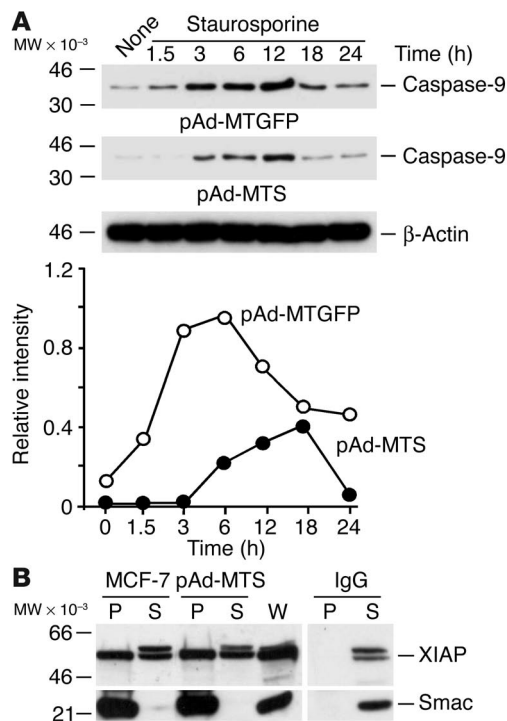 A
Staurosporine
MW × 10⁻³ None 1.5 3 6 12 18 24 Time (h)
46
30
Caspase-9
pAd-MTGFP
46
30
Caspase-9
pAd-MTS
46
β-Actin
1.2
0.8
0.4
0
Relative intensity
pAd-MTGFP
pAd-MTS
0 1.5 3 6 12 18 24
Time (h)
B
MCF-7 pAd-MTS IgG
MW × 10⁻³ P S P S W P S
66
46
XIAP
21
Smac